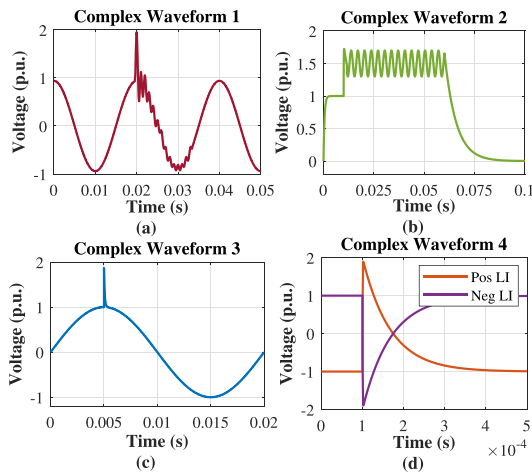 Complex Waveform 1
Voltage (p.u.)
2
1
0
-1
0
0.01
0.02
0.03
0.04
0.05
Time (s)
(a)
Complex Waveform 2
Voltage (p.u.)
2
1.5
1
0.5
0
0
0.025
0.05
0.075
0.1
Time (s)
(b)
Complex Waveform 3
Voltage (p.u.)
2
1
0
-1
0
0.005
0.01
0.015
0.02
Time (s)
(c)
Complex Waveform 4
Voltage (p.u.)
2
1
0
-1
-2
Pos LI
Neg LI
0
1
2
3
4
5
×10⁻⁴
Time (s)
(d)